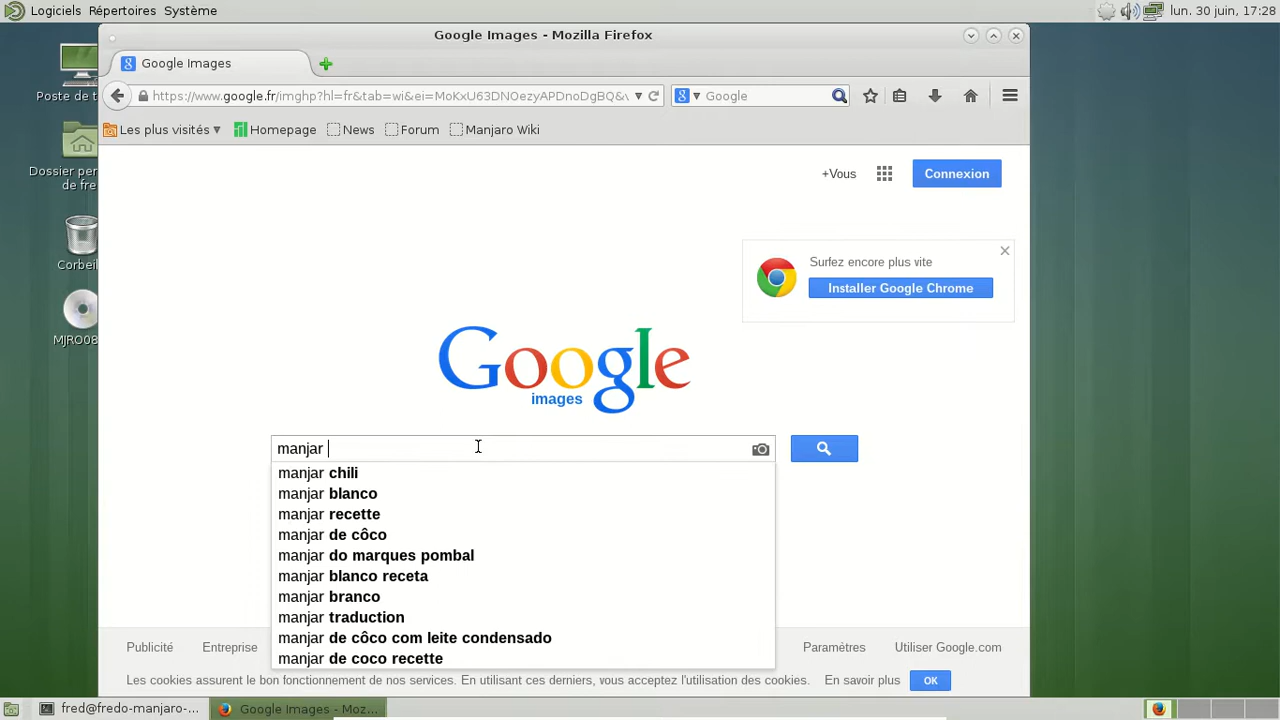 Logiciels Répertoires Système
lun. 30 juin, 17:28
Google Images - Mozilla Firefox
Google Images
https://www.google.fr/imghp?hl=fr&tab=wi&ei=MoKxU63DNOezyAPDnoDgBQ&v
Google
Les plus visités
Homepage
News
Forum
Manjaro Wiki
Poste de t
Dossier per
de fre
Corbeil
MJRO08
+Vous
Connexion
Surfez encore plus vite
Installer Google Chrome
Google
images
manjar
manjar chili
manjar blanco
manjar recette
manjar de côco
manjar do marques pombal
manjar blanco receta
manjar branco
manjar traduction
manjar de côco com leite condensado
manjar de coco recette
Publicité Entreprise Paramètres Utiliser Google.com
Les cookies assurent le bon fonctionnement de nos services. En utilisant ces derniers, vous acceptez l'utilisation des cookies. En savoir plus OK
fred@fredo-manjaro-... Google Images - Moz...